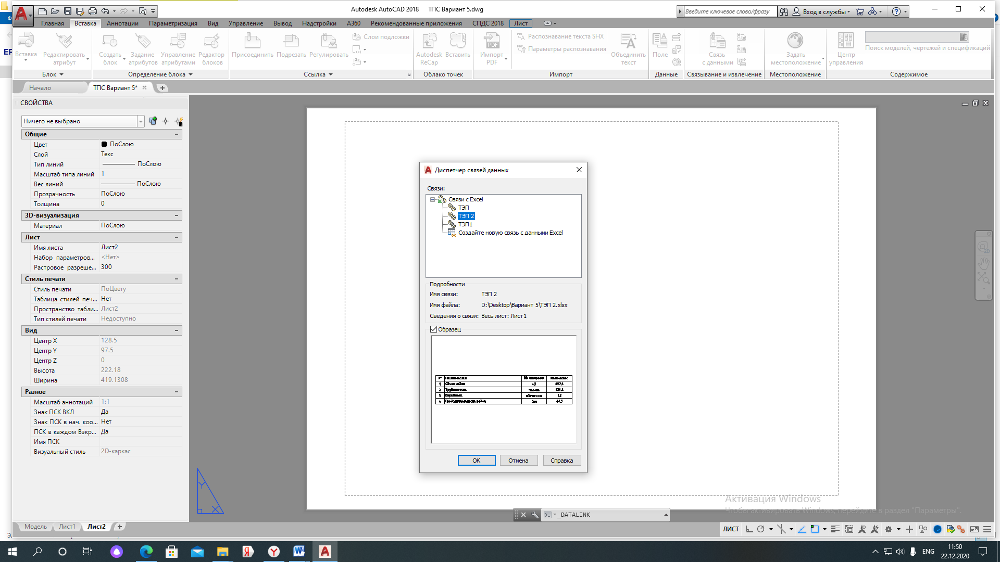 Autodesk AutoCAD 2018 ТПС Вариант 5.dwg
Введите ключевое слово/фразу
Вход в службы
Главная Вставка Аннотации Параметризация Вид Управление Вывод Надстройки A360 Рекомендованные приложения СПДС 2018 Лист
Вставка
Редактировать атрибут
Создать блок
Задание атрибутов
Управление атрибутами
Редактор блоков
Присоединить
Подрезать
Регулировать
Слои подложки
Autodesk ReCap
Вставить
Импорт PDF
Распознавание текста SHX
Параметры распознавания
Объединить текст
Поле
Связь с данными
Задать местоположение
Центр управления
Поиск моделей, чертежей и спецификаций
Блок Определение блока Ссылка Облако точек Импорт Данные Связывание и извлечение Местоположение Содержимое
Начало ТПС Вариант 5*
СВОЙСТВА
Ничего не выбрано
Общие
Цвет ПоСлою
Слой Текс
Тип линий ПоСлою
Масштаб типа линий 1
Вес линий ПоСлою
Прозрачность ПоСлою
Толщина 0
3D-визуализация
Материал ПоСлою
Лист
Имя листа Лист2
Набор параметров... <Нет>
Растровое разреше... 300
Стиль печати
Стиль печати ПоЦвету
Таблица стилей печ... Нет
Пространство табли... Лист2
Тип стилей печати Недоступно
Вид
Центр X 128.5
Центр Y 97.5
Центр Z 0
Высота 222.18
Ширина 419.1308
Разное
Масштаб аннотаций 1:1
Знак ПСК ВКЛ Да
Знак ПСК в нач. коо... Нет
ПСК в каждом Вэкр... Да
Имя ПСК
Визуальный стиль 2D-каркас
Диспетчер связей данных
Связи:
Связи с Excel
ТЭП
ТЭП 2
ТЭП1
Создайте новую связь с данными Excel
Подробности
Имя связи: ТЭП 2
Имя файла: D:\Desktop\Вариант 5\ТЭП 2.xlsx
Сведения о связи: Весь лист: Лист1
Образец
ОК Отмена Справка
Y
X
_DATALINK
Активация Windows
Чтобы активировать Windows, перейдите в раздел "Параметры".
Модель Лист1 Лист2
ЛИСТ
ENG
11:50
22.12.2020